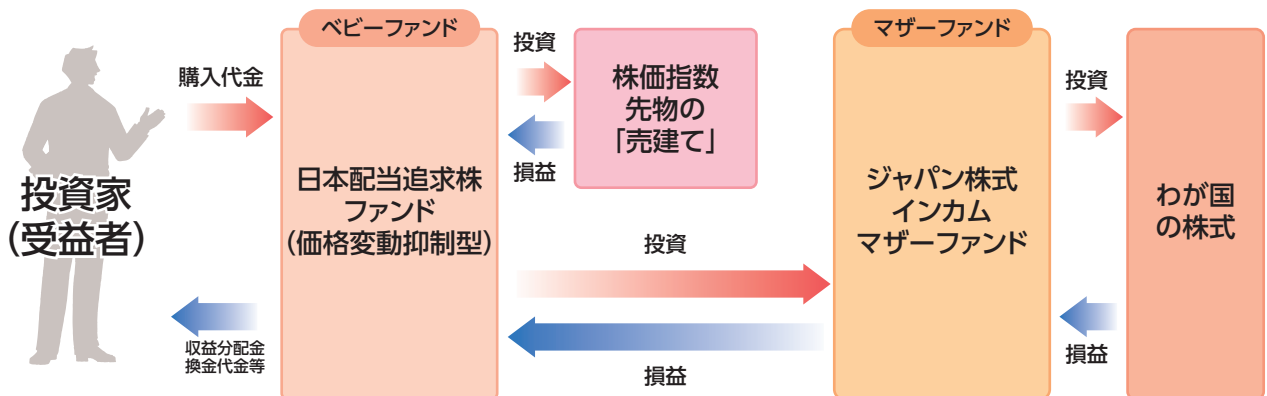 投資家
（受益者）
購入代金
収益分配金
換金代金等
ベビーファンド
日本配当追求株
ファンド
（価格変動抑制型）
投資
損益
株価指数
先物の
「売建て」
投資
損益
マザーファンド
ジャパン株式
インカム
マザーファンド
投資
損益
わが国
の株式